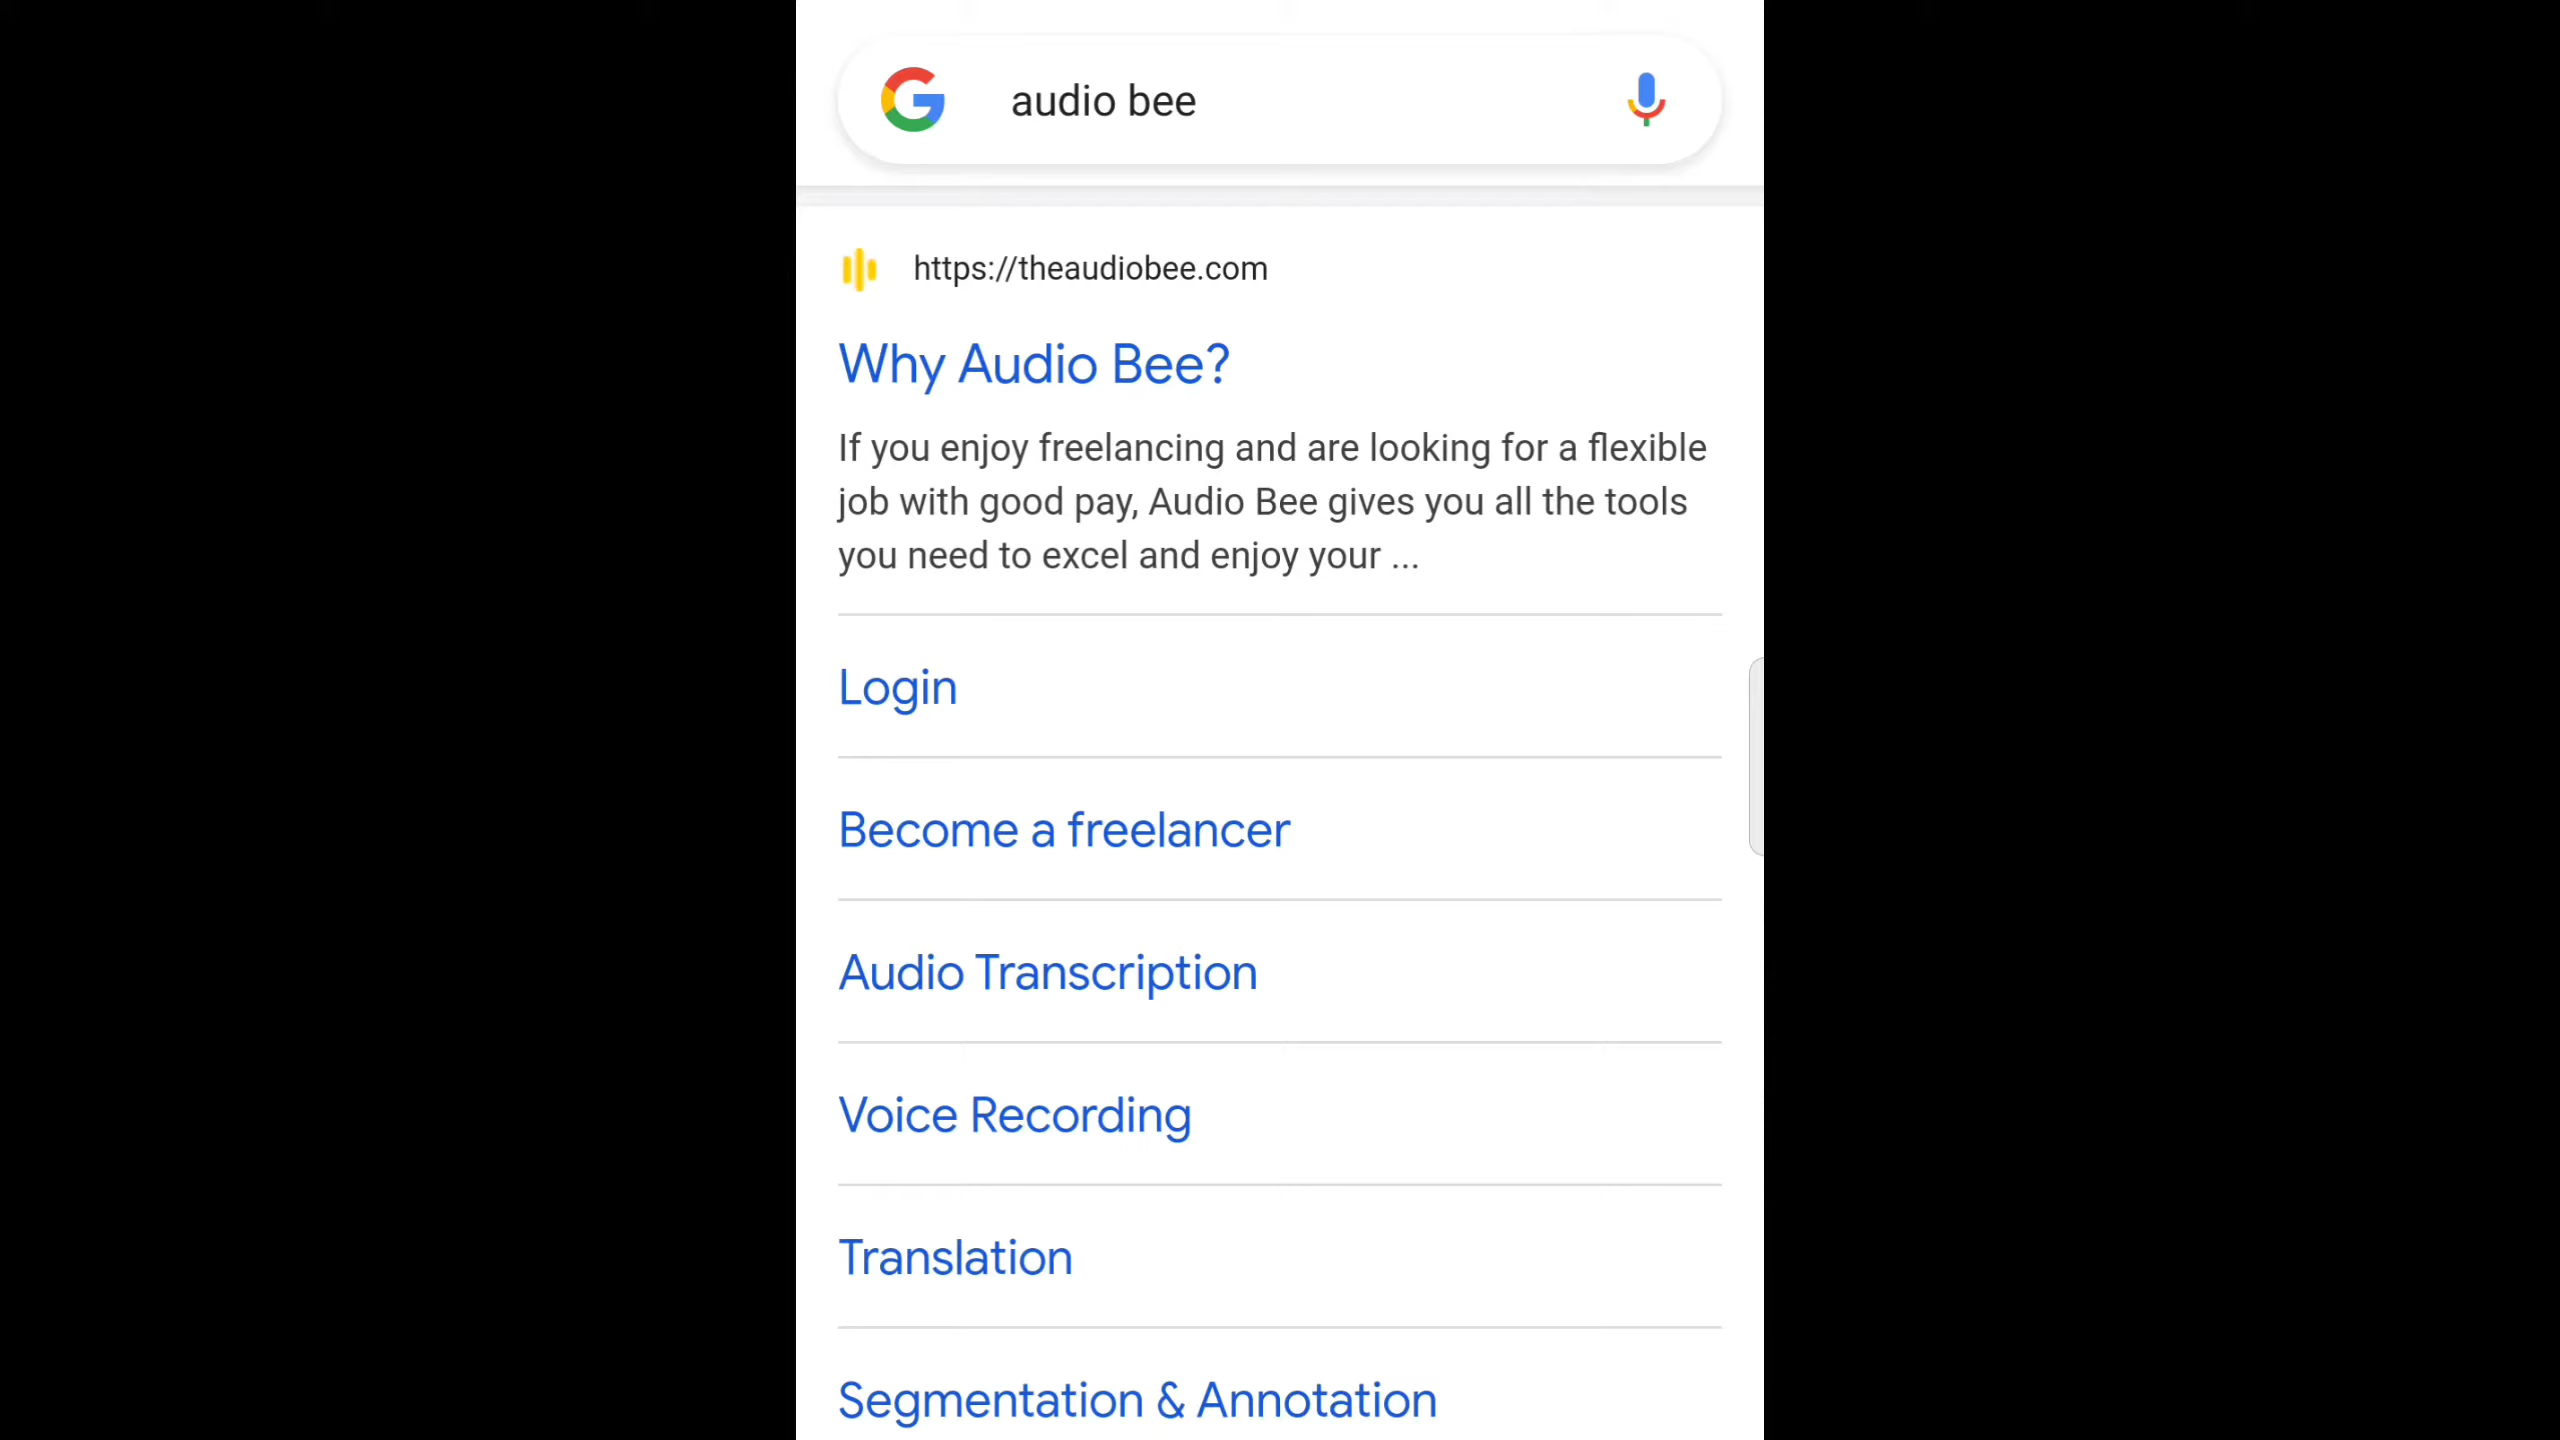 audio bee
https://theaudiobee.com
Why Audio Bee?
If you enjoy freelancing and are looking for a flexible
job with good pay, Audio Bee gives you all the tools
you need to excel and enjoy your ...
Login
Become a freelancer
Audio Transcription
Voice Recording
Translation
Segmentation & Annotation